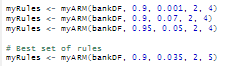 myRules <- myARM(bankDF, 0.9, 0.001, 2, 4)
myRules <- myARM(bankDF, 0.9, 0.07, 2, 4)
myRules <- myARM(bankDF, 0.95, 0.05, 2, 4)
# Best set of rules
myRules <- myARM(bankDF, 0.9, 0.035, 2, 5)